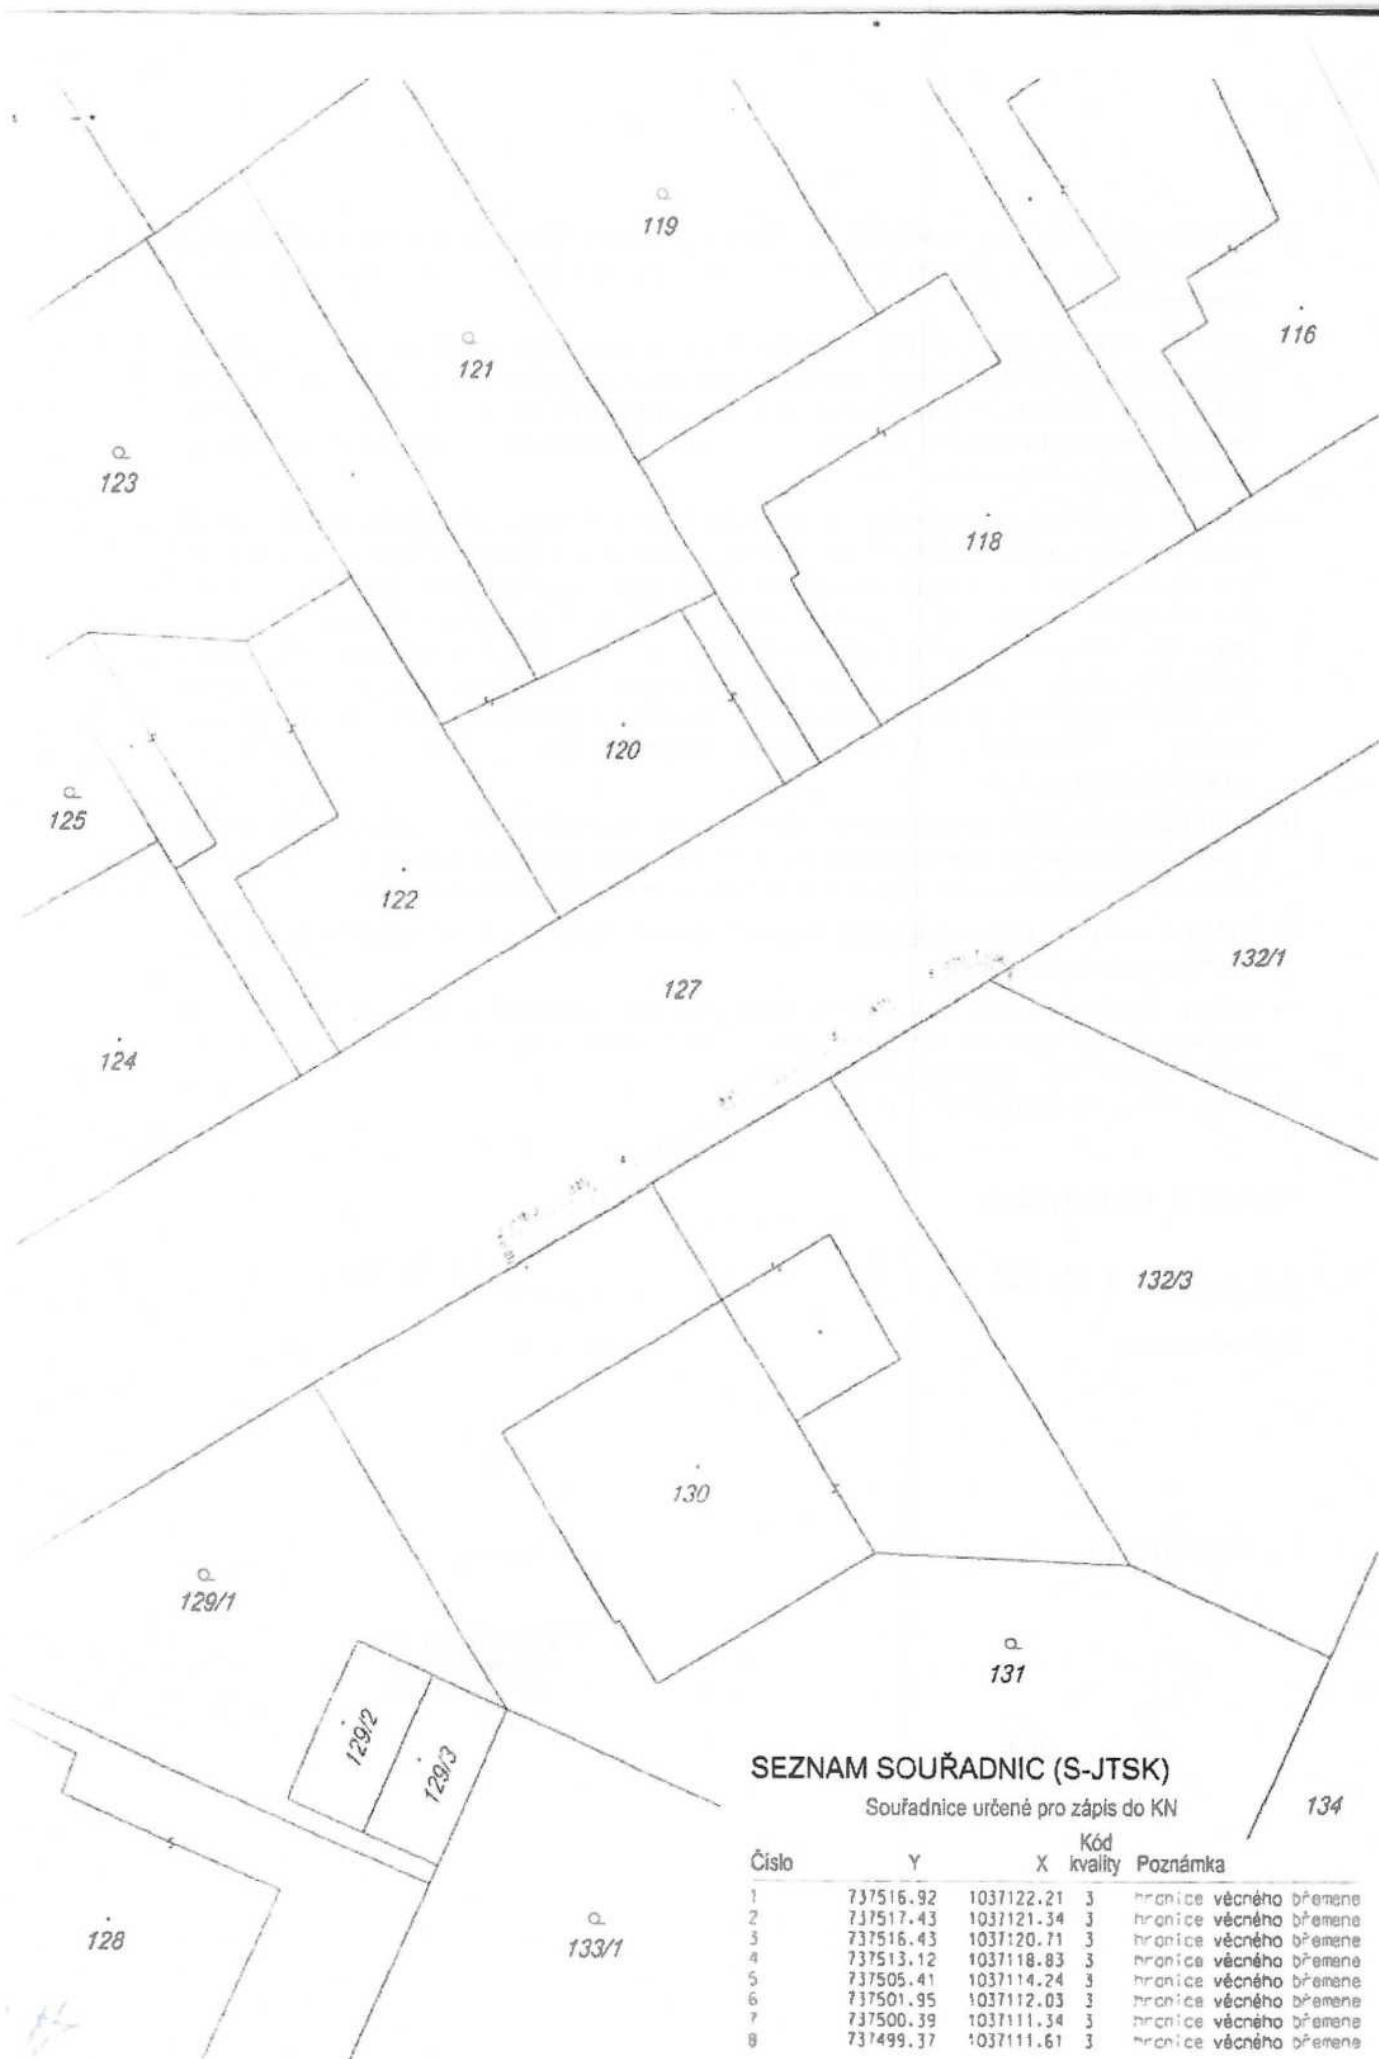 119
116
121
123
118
120
125
122
132/1
127
124
132/3
130
129/1
131
129/2
129/3
SEZNAM SOUŘADNIC (S-JTSK)
Souřadnice určené pro zápis do KN
134
Číslo Y X Kód kvality Poznámka
1 737516.92 1037122.21 3 hranice věcného břemene
2 737517.43 1037121.34 3 hranice věcného břemene
3 737516.43 1037120.71 3 hranice věcného břemene
4 737513.12 1037118.83 3 hranice věcného břemene
5 737505.41 1037114.24 3 hranice věcného břemene
6 737501.95 1037112.03 3 hranice věcného břemene
7 737500.39 1037111.34 3 hranice věcného břemene
8 737499.37 1037111.61 3 hranice věcného břemene
128
133/1